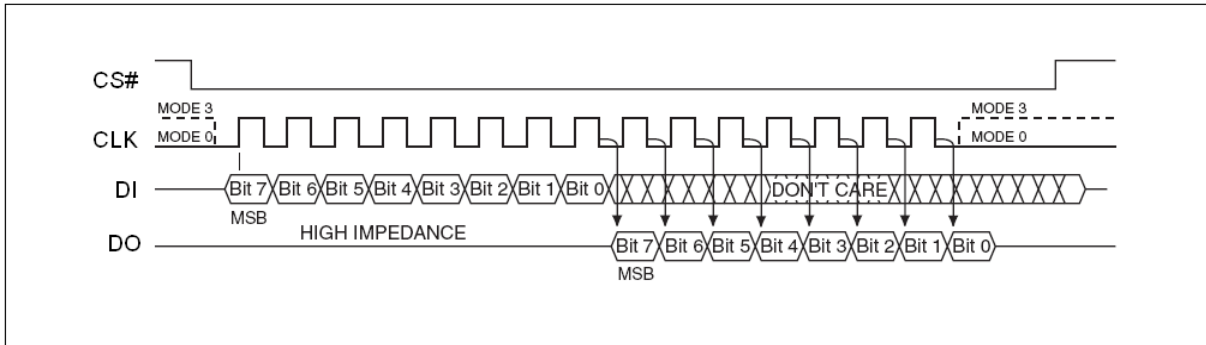 CS#
MODE 3 MODE 3
CLK MODE 0 MODE 0
DI Bit 7 Bit 6 Bit 5 Bit 4 Bit 3 Bit 2 Bit 1 Bit 0 DON'T CARE
MSB
HIGH IMPEDANCE
DO Bit 7 Bit 6 Bit 5 Bit 4 Bit 3 Bit 2 Bit 1 Bit 0
MSB